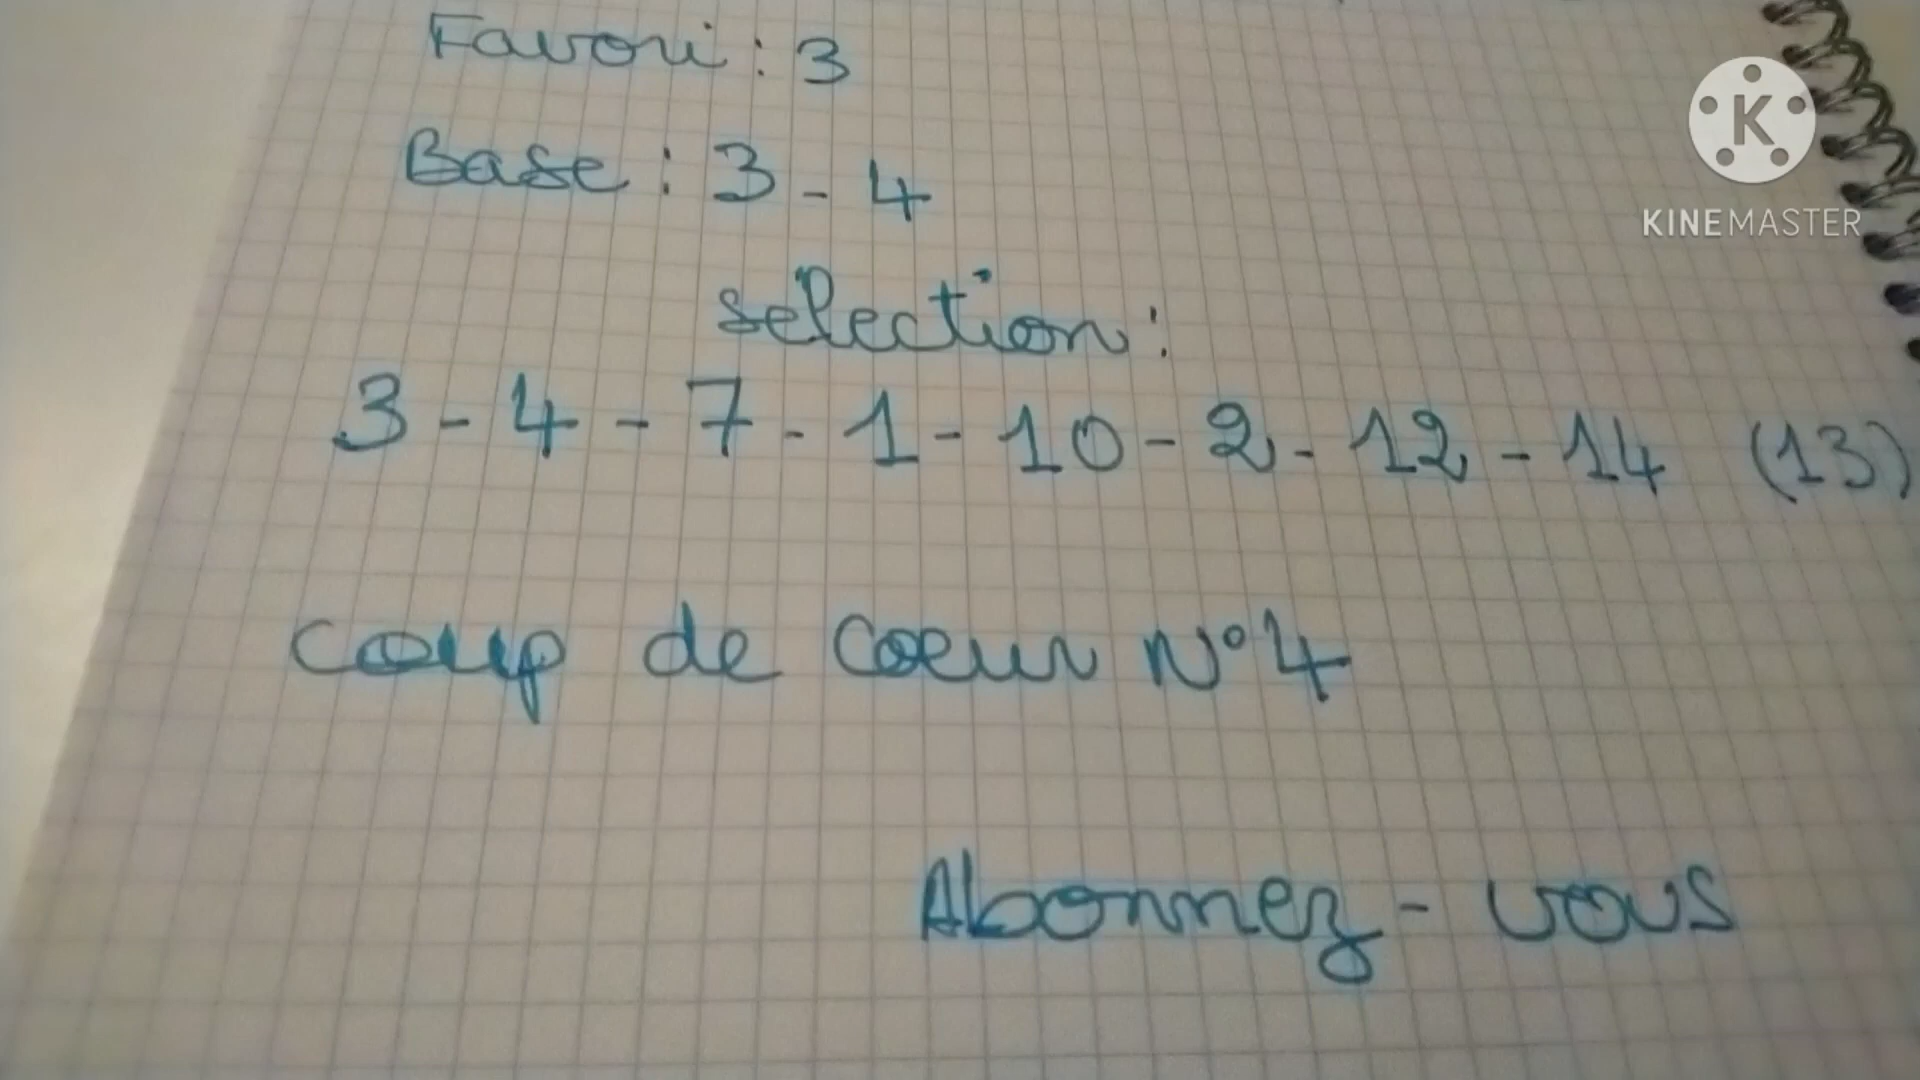 Favori : 3
Base : 3 - 4
selection :
3 - 4 - 7 - 1 - 10 - 2 - 12 - 14 (13)
Coup de Coeur N°4
Abonnez - vous
K
KINEMASTER